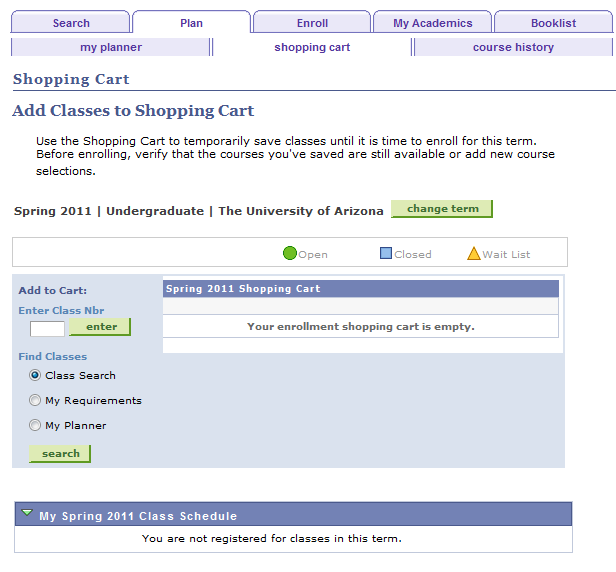 Search Plan Enroll My Academics Booklist
my planner shopping cart course history
Shopping Cart
Add Classes to Shopping Cart
Use the Shopping Cart to temporarily save classes until it is time to enroll for this term.
Before enrolling, verify that the courses you've saved are still available or add new course
selections.
Spring 2011 | Undergraduate | The University of Arizona change term
Open Closed Wait List
Add to Cart:
Enter Class Nbr
enter
Find Classes
Class Search
My Requirements
My Planner
search
Spring 2011 Shopping Cart
Your enrollment shopping cart is empty.
My Spring 2011 Class Schedule
You are not registered for classes in this term.